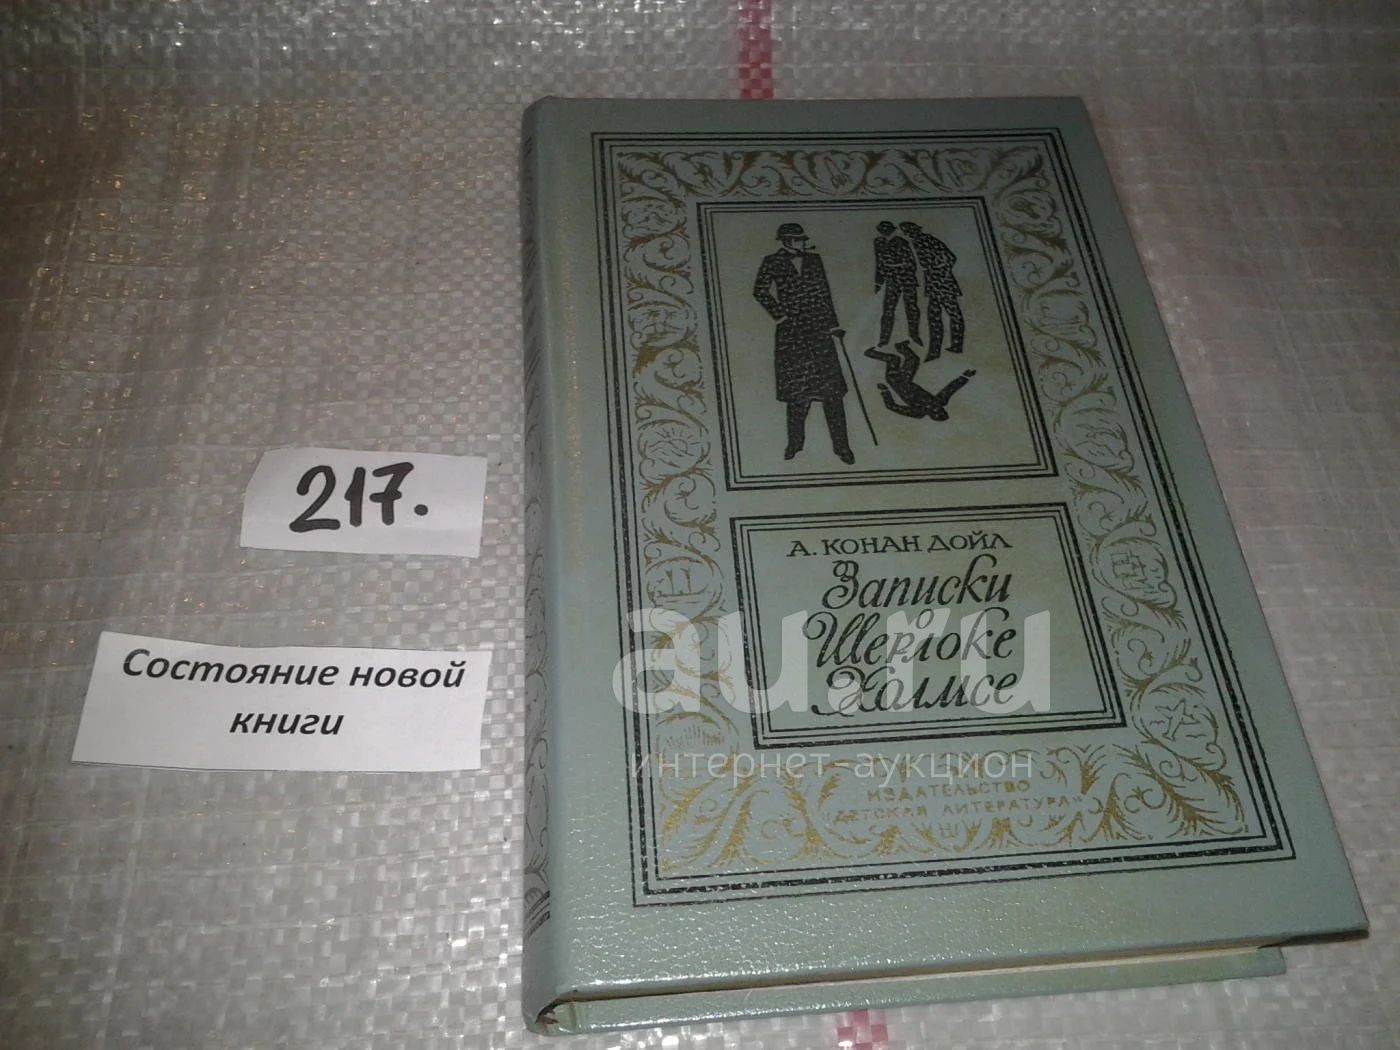 217.
Состояние новой
книги
А. КОНАН ДОЙЛ
Записки
о
Шерлоке
Холмсе
au.ru
интернет-аукцион
ИЗДАТЕЛЬСТВО
"ДЕТСКАЯ ЛИТЕРАТУРА"